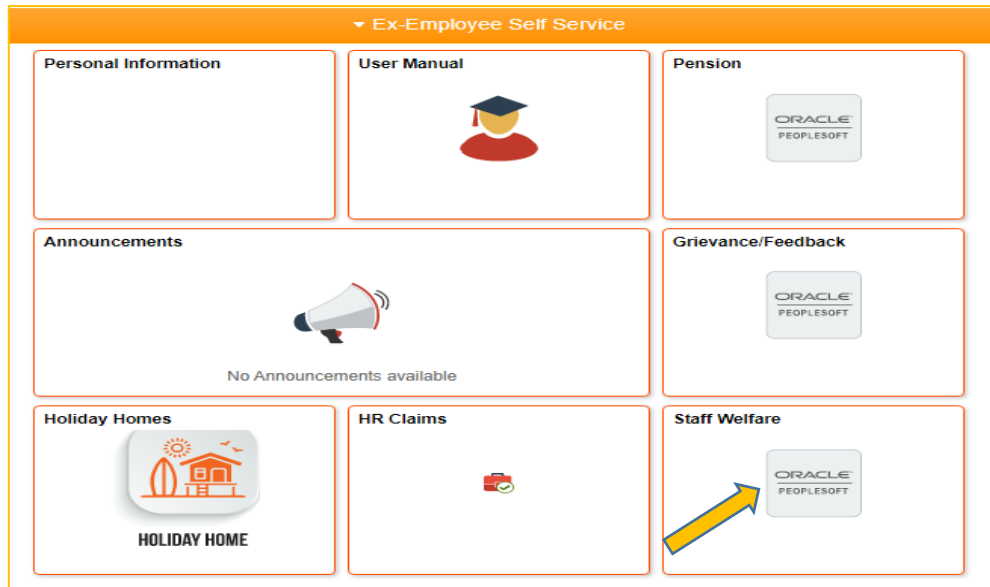 Ex-Employee Self Service
Personal Information
User Manual
Pension
ORACLE
PEOPLESOFT
Announcements
No Announcements available
Grievance/Feedback
ORACLE
PEOPLESOFT
Holiday Homes
HOLIDAY HOME
HR Claims
Staff Welfare
ORACLE
PEOPLESOFT